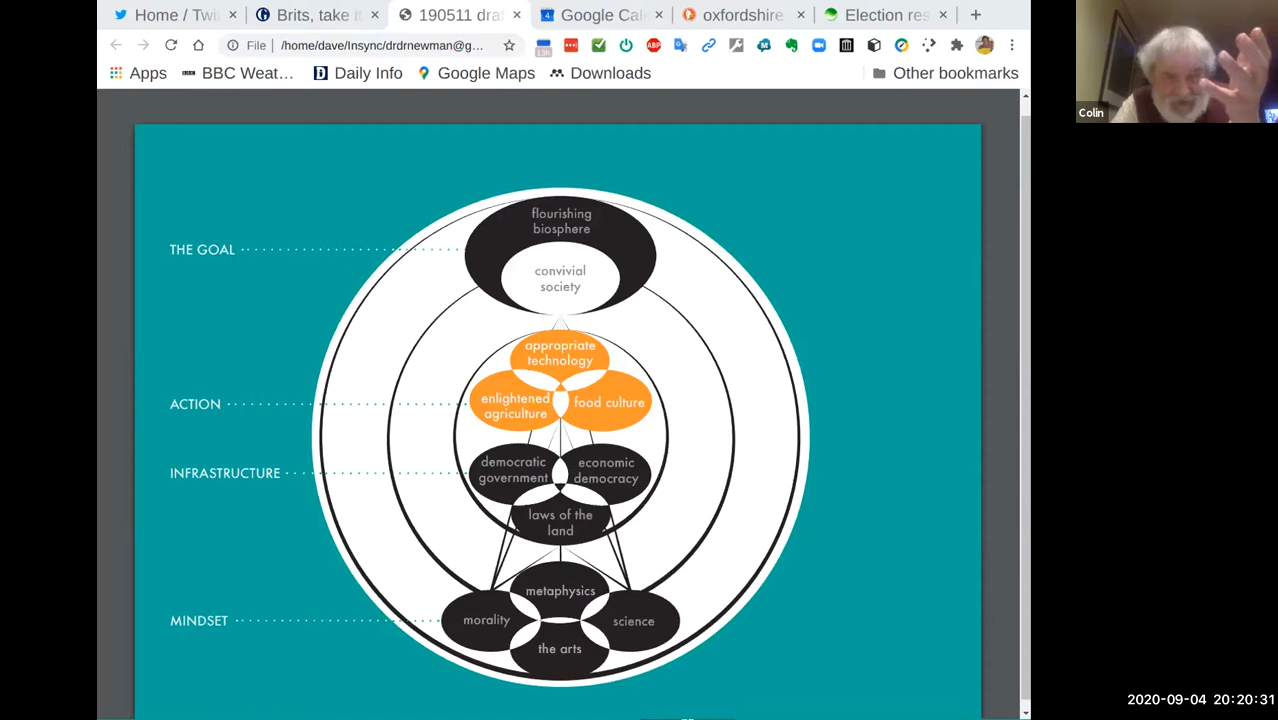 Home / Twi
Brits, take i
190511 dra
Google Cal
oxfordshire
Election res
File
/home/dave/Insync/drdrnewman@g...
13h
ABP
Apps
BBC Weat...
Daily Info
Google Maps
Downloads
Other bookmarks
Colin
flourishing
biosphere
THE GOAL
convivial
society
appropriate
technology
ACTION
enlightened
agriculture
food culture
INFRASTRUCTURE
democratic
government
economic
democracy
laws of the
land
metaphysics
MINDSET
morality
science
the arts
2020-09-04 20:20:31